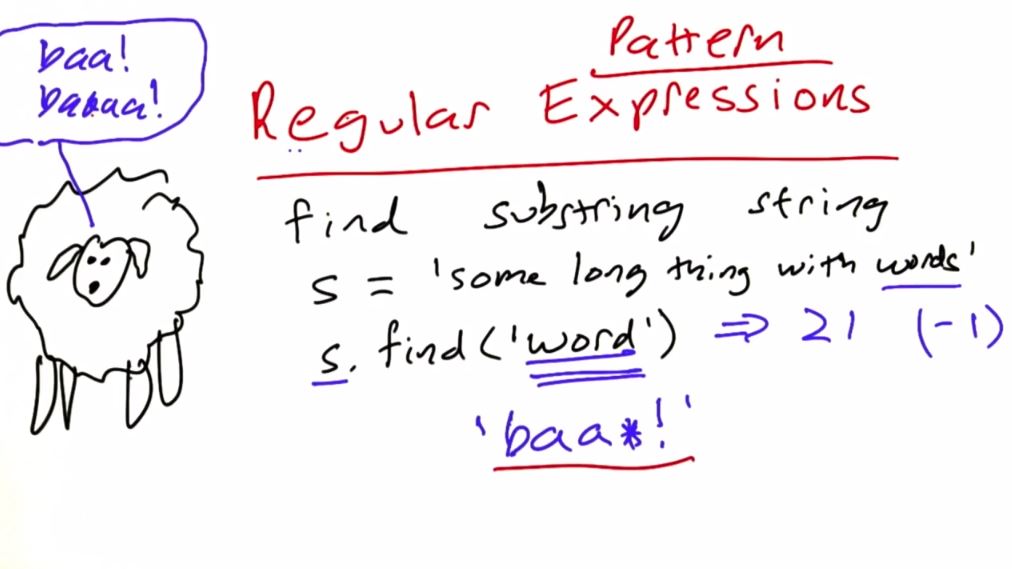 baa!
baaaa!
Pattern
Regular Expressions
find substring string
s = 'some long thing with words'
s.find('word') ⇒ 21 (-1)
'baa*!'